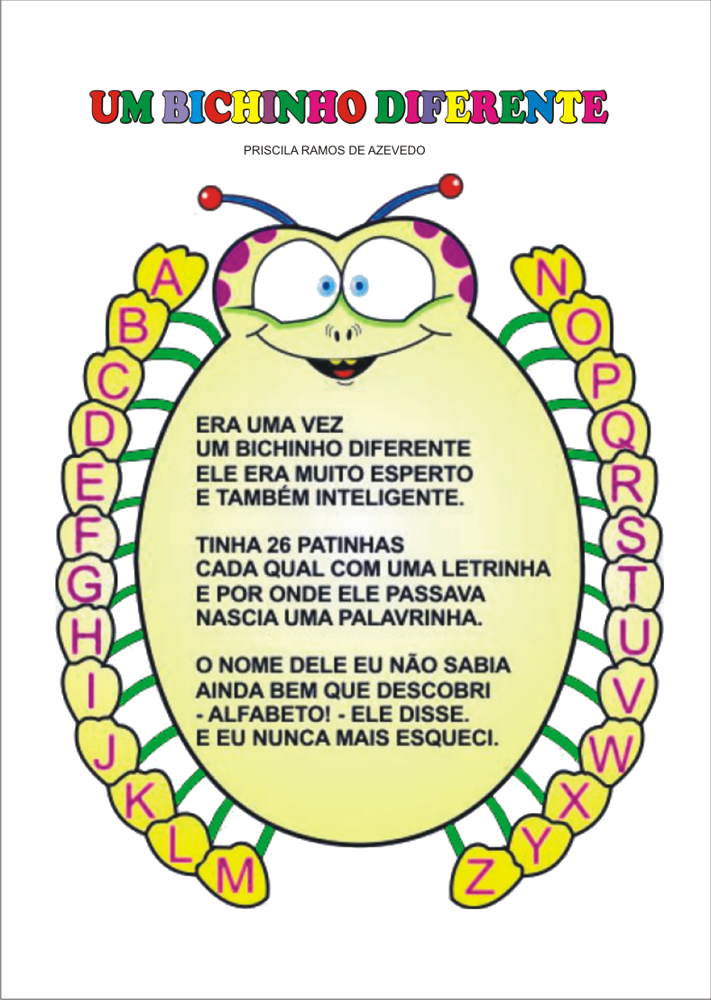 UM BICHINHO DIFERENTE
PRISCILA RAMOS DE AZEVEDO
A
B
C
D
E
F
G
H
I
J
K
L
M
ERA UMA VEZ
UM BICHINHO DIFERENTE
ELE ERA MUITO ESPERTO
E TAMBÉM INTELIGENTE.
TINHA 26 PATINHAS
CADA QUAL COM UMA LETRINHA
E POR ONDE ELE PASSAVA
NASCIA UMA PALAVRINHA.
O NOME DELE EU NÃO SABIA
AINDA BEM QUE DESCOBRI
- ALFABETO! - ELE DISSE.
E EU NUNCA MAIS ESQUECI.
N
O
P
Q
R
S
T
U
V
W
X
Y
Z